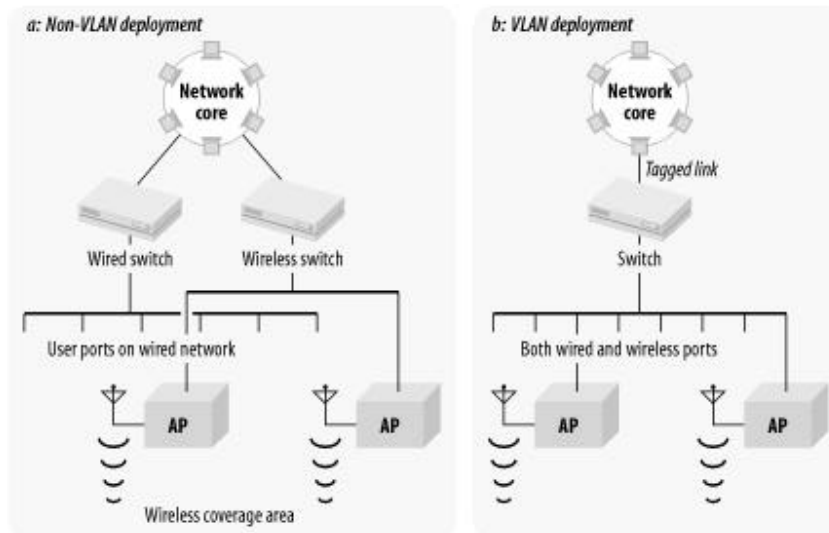 a: Non-VLAN deployment
Network
core
Wired switch
Wireless switch
User ports on wired network
AP
AP
Wireless coverage area
b: VLAN deployment
Network
core
Tagged link
Switch
Both wired and wireless ports
AP
AP